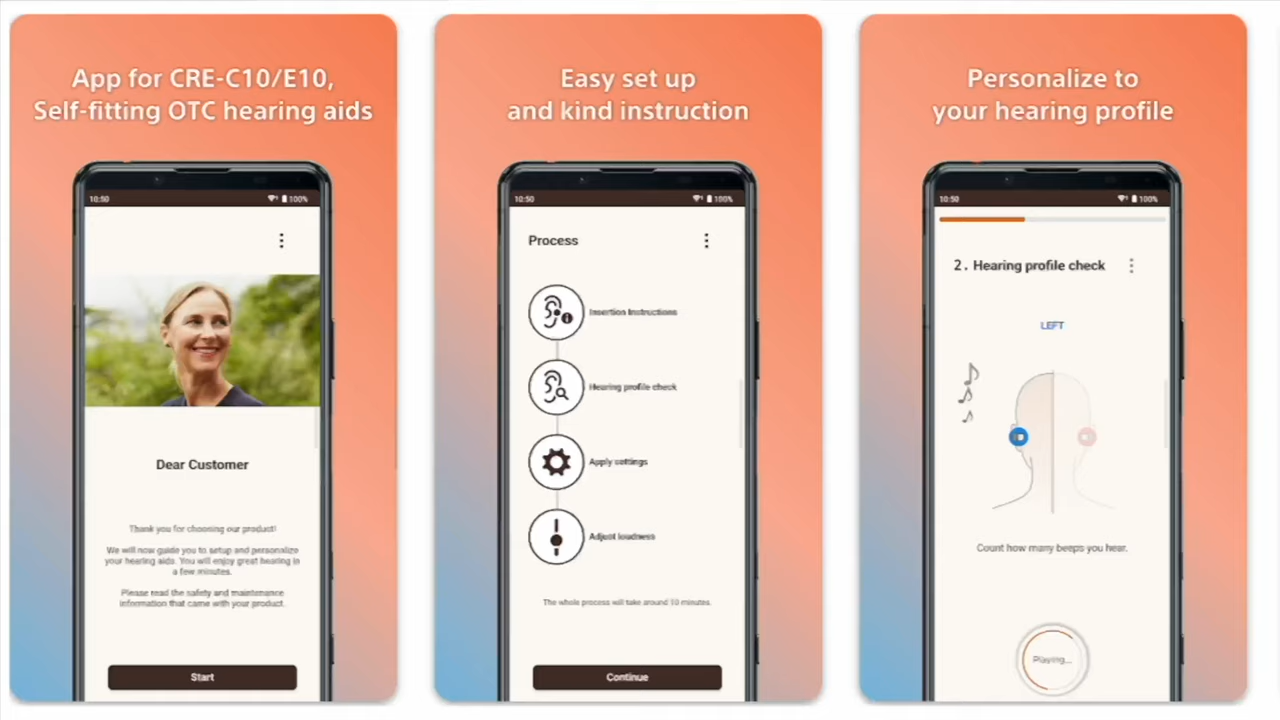 App for CRE-C10/E10,
Self-fitting OTC hearing aids
10:50
100%
Dear Customer
Thank you for choosing our product!
We will now guide you to setup and personalize
your hearing aids. You will enjoy great hearing in
a few minutes.
Please read the safety and maintenance
information that came with your product.
Start
Easy set up
and kind instruction
10:50
100%
Process
Insertion Instructions
Hearing profile check
Apply settings
Adjust loudness
The whole process will take around 10 minutes.
Continue
Personalize to
your hearing profile
10:50
100%
2. Hearing profile check
LEFT
Count how many beeps you hear.
Playing...